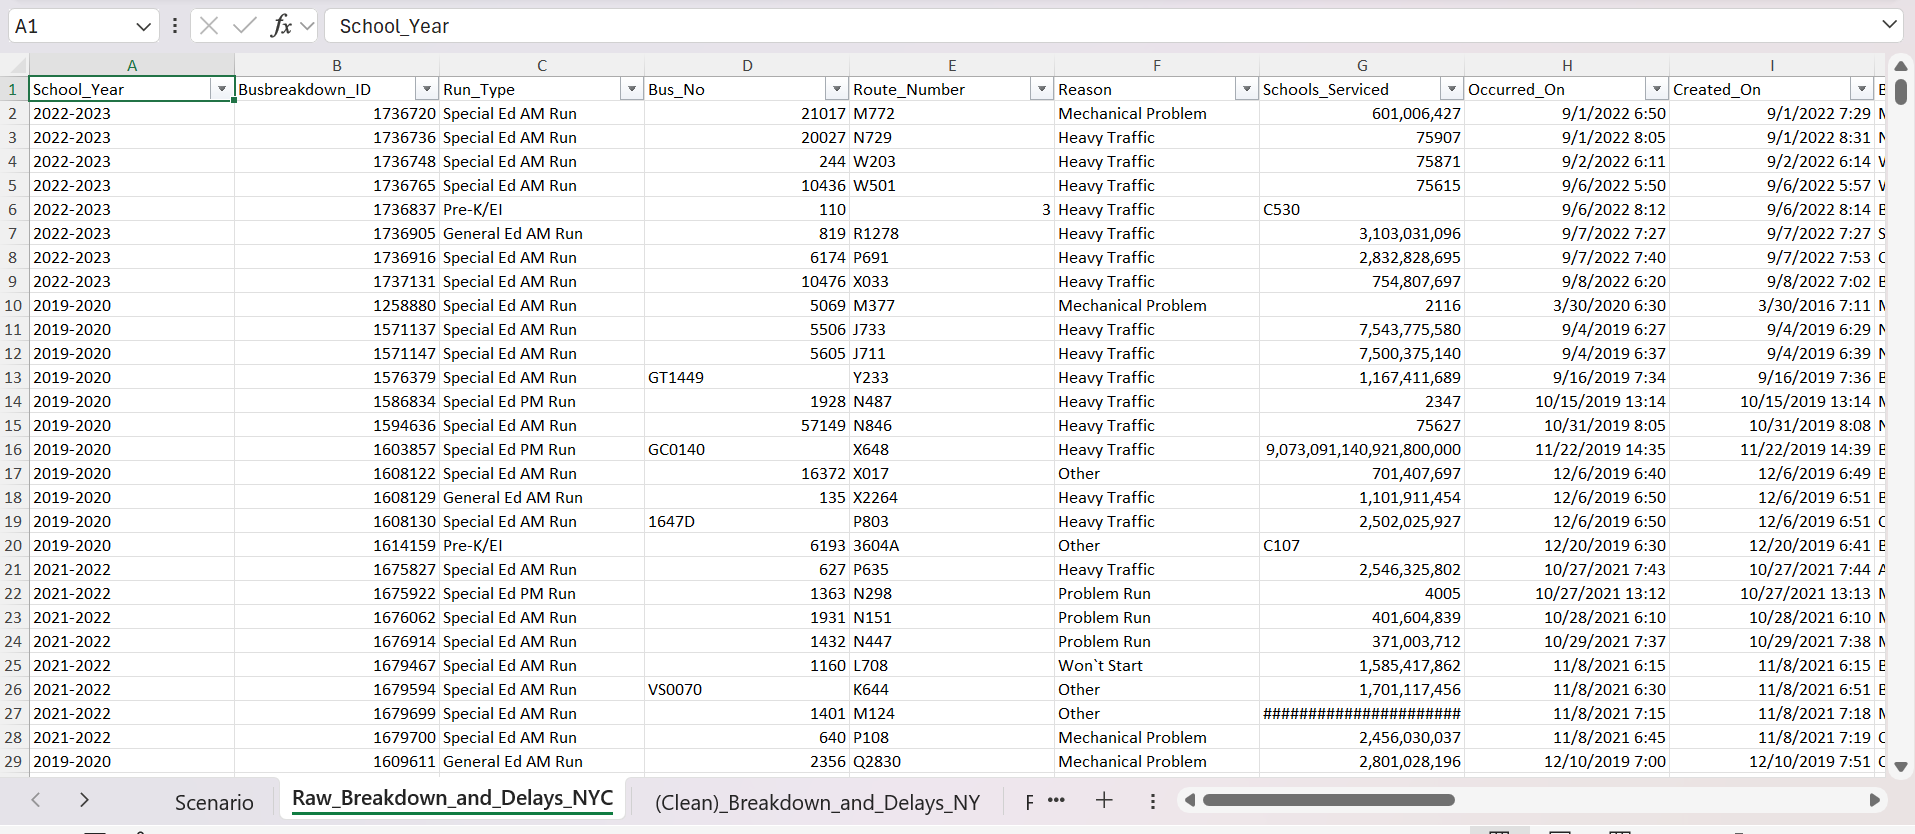 A1 fx School_Year
A B C D E F G H I
1 School_Year Busbreakdown_ID Run_Type Bus_No Route_Number Reason Schools_Serviced Occurred_On Created_On
2 2022-2023 1736720 Special Ed AM Run 21017 M772 Mechanical Problem 601,006,427 9/1/2022 6:50 9/1/2022 7:29
3 2022-2023 1736736 Special Ed AM Run 20027 N729 Heavy Traffic 75907 9/1/2022 8:05 9/1/2022 8:31
4 2022-2023 1736748 Special Ed AM Run 244 W203 Heavy Traffic 75871 9/2/2022 6:11 9/2/2022 6:14
5 2022-2023 1736765 Special Ed AM Run 10436 W501 Heavy Traffic 75615 9/6/2022 5:50 9/6/2022 5:57
6 2022-2023 1736837 Pre-K/EI 110 3 Heavy Traffic C530 9/6/2022 8:12 9/6/2022 8:14
7 2022-2023 1736905 General Ed AM Run 819 R1278 Heavy Traffic 3,103,031,096 9/7/2022 7:27 9/7/2022 7:27
8 2022-2023 1736916 Special Ed AM Run 6174 P691 Heavy Traffic 2,832,828,695 9/7/2022 7:40 9/7/2022 7:53
9 2022-2023 1737131 Special Ed AM Run 10476 X033 Heavy Traffic 754,807,697 9/8/2022 6:20 9/8/2022 7:02
10 2019-2020 1258880 Special Ed AM Run 5069 M377 Mechanical Problem 2116 3/30/2020 6:30 3/30/2016 7:11
11 2019-2020 1571137 Special Ed AM Run 5506 J733 Heavy Traffic 7,543,775,580 9/4/2019 6:27 9/4/2019 6:29
12 2019-2020 1571147 Special Ed AM Run 5605 J711 Heavy Traffic 7,500,375,140 9/4/2019 6:37 9/4/2019 6:39
13 2019-2020 1576379 Special Ed AM Run GT1449 Y233 Heavy Traffic 1,167,411,689 9/16/2019 7:34 9/16/2019 7:36
14 2019-2020 1586834 Special Ed PM Run 1928 N487 Heavy Traffic 2347 10/15/2019 13:14 10/15/2019 13:14
15 2019-2020 1594636 Special Ed AM Run 57149 N846 Heavy Traffic 75627 10/31/2019 8:05 10/31/2019 8:08
16 2019-2020 1603857 Special Ed PM Run GC0140 X648 Heavy Traffic 9,073,091,140,921,800,000 11/22/2019 14:35 11/22/2019 14:39
17 2019-2020 1608122 Special Ed AM Run 16372 X017 Other 701,407,697 12/6/2019 6:40 12/6/2019 6:49
18 2019-2020 1608129 General Ed AM Run 135 X2264 Heavy Traffic 1,101,911,454 12/6/2019 6:50 12/6/2019 6:51
19 2019-2020 1608130 Special Ed AM Run 1647D P803 Heavy Traffic 2,502,025,927 12/6/2019 6:50 12/6/2019 6:51
20 2019-2020 1614159 Pre-K/EI 6193 3604A Other C107 12/20/2019 6:30 12/20/2019 6:41
21 2021-2022 1675827 Special Ed AM Run 627 P635 Heavy Traffic 2,546,325,802 10/27/2021 7:43 10/27/2021 7:44
22 2021-2022 1675922 Special Ed PM Run 1363 N298 Problem Run 4005 10/27/2021 13:12 10/27/2021 13:13
23 2021-2022 1676062 Special Ed AM Run 1931 N151 Problem Run 401,604,839 10/28/2021 6:10 10/28/2021 6:10
24 2021-2022 1676914 Special Ed AM Run 1432 N447 Problem Run 371,003,712 10/29/2021 7:37 10/29/2021 7:38
25 2021-2022 1679467 Special Ed AM Run 1160 L708 Won`t Start 1,585,417,862 11/8/2021 6:15 11/8/2021 6:15
26 2021-2022 1679594 Special Ed AM Run VS0070 K644 Other 1,701,117,456 11/8/2021 6:30 11/8/2021 6:51
27 2021-2022 1679699 Special Ed AM Run 1401 M124 Other ###################### 11/8/2021 7:15 11/8/2021 7:18
28 2021-2022 1679700 Special Ed AM Run 640 P108 Mechanical Problem 2,456,030,037 11/8/2021 6:45 11/8/2021 7:19
29 2019-2020 1609611 General Ed AM Run 2356 Q2830 Mechanical Problem 2,801,028,196 12/10/2019 7:00 12/10/2019 7:51
Scenario Raw_Breakdown_and_Delays_NYC (Clean)_Breakdown_and_Delays_NY